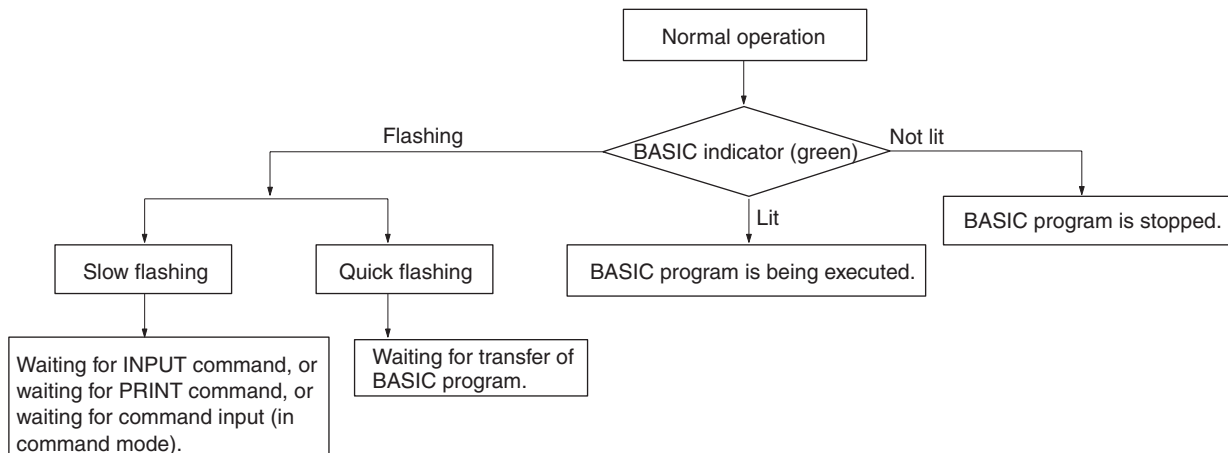 Normal operation
Flashing
BASIC indicator (green)
Not lit
Lit
BASIC program is stopped.
Slow flashing
Quick flashing
BASIC program is being executed.
Waiting for INPUT command, or
waiting for PRINT command, or
waiting for command input (in
command mode).
Waiting for transfer of
BASIC program.